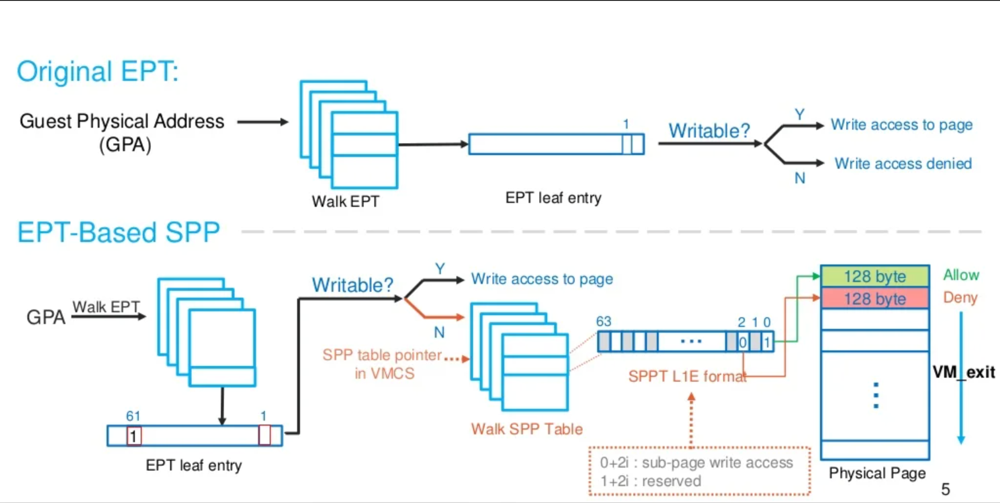 Original EPT:
Guest Physical Address
(GPA)
Walk EPT
1
EPT leaf entry
Writable?
Y
Write access to page
N
Write access denied
EPT-Based SPP
GPA
Walk EPT
61
1
1
EPT leaf entry
Writable?
Y
Write access to page
N
SPP table pointer
in VMCS
Walk SPP Table
63
...
2 1 0
0
1
SPPT L1E format
0+2i : sub-page write access
1+2i : reserved
128 byte
Allow
128 byte
Deny
VM_exit
Physical Page
5